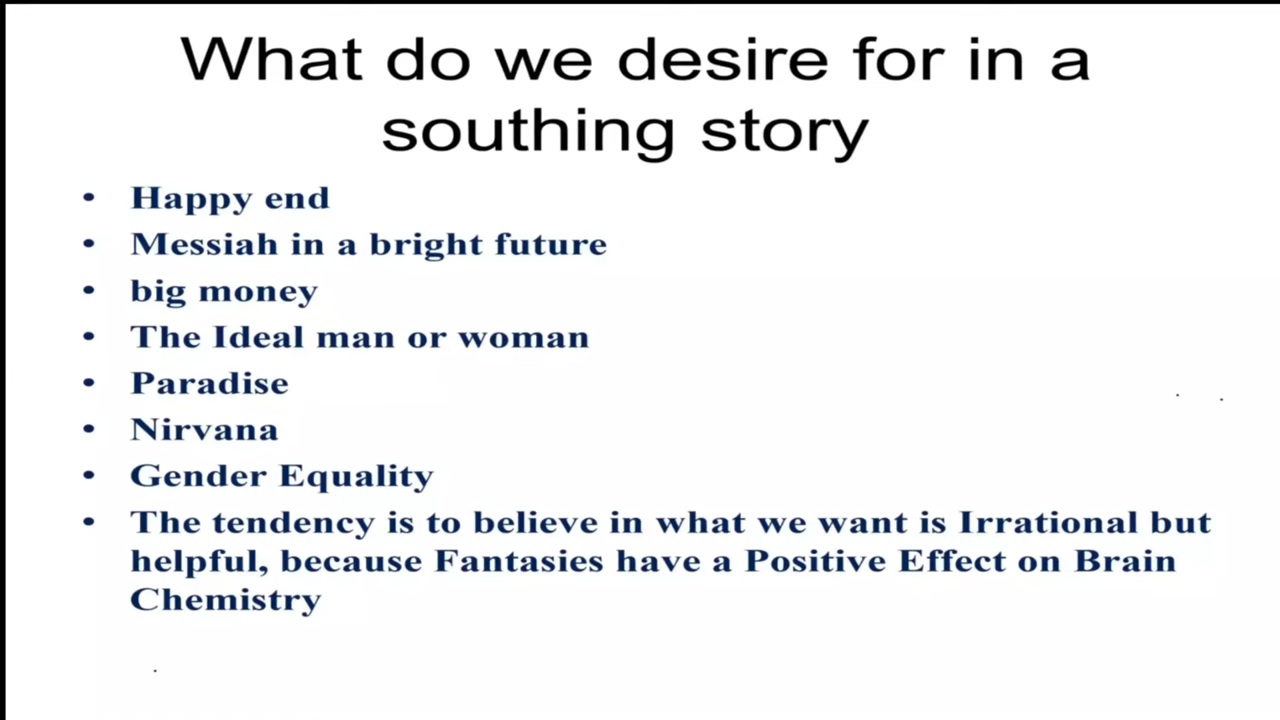 What do we desire for in a
southing story
• Happy end
• Messiah in a bright future
• big money
• The Ideal man or woman
• Paradise
• Nirvana
• Gender Equality
• The tendency is to believe in what we want is Irrational but
helpful, because Fantasies have a Positive Effect on Brain
Chemistry